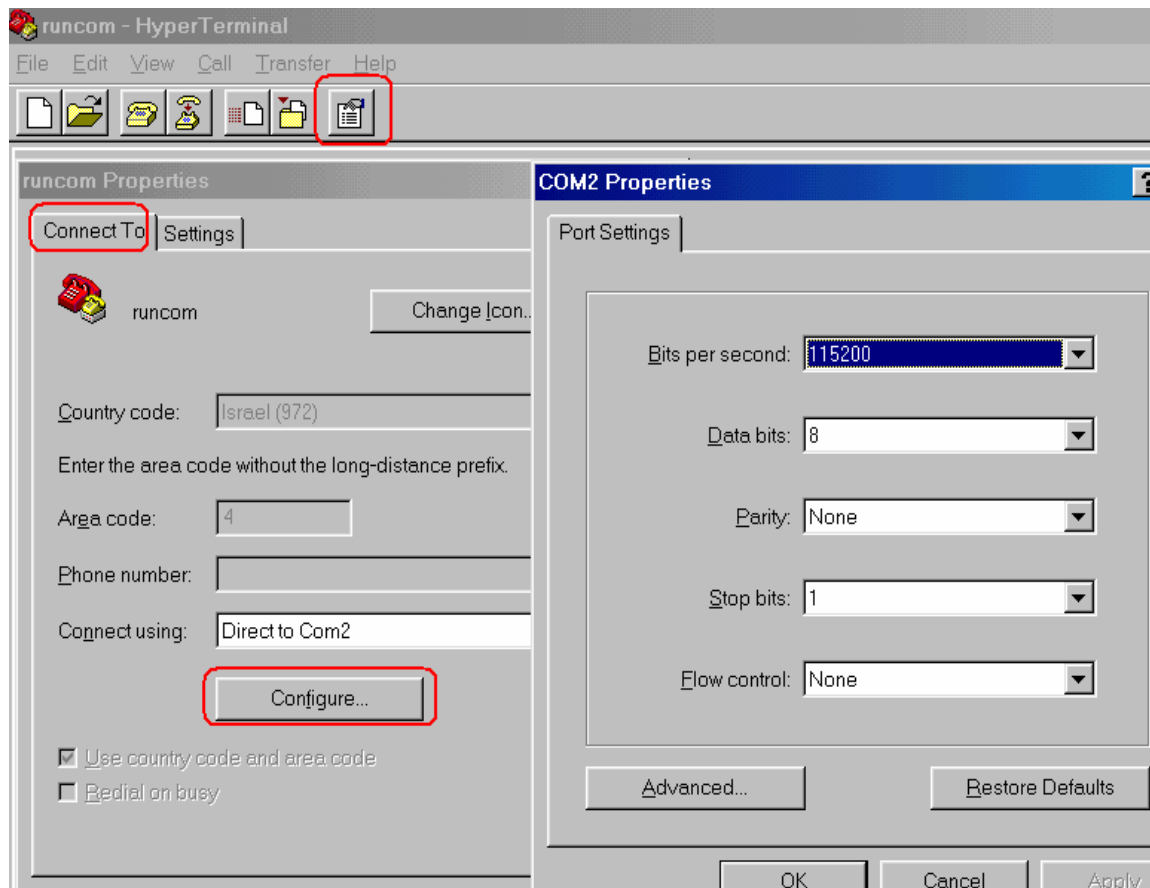 runcom - HyperTerminal
File Edit View Call Transfer Help
runcom Properties
Connect To Settings
runcom
Change Icon..
Country code: Israel (972)
Enter the area code without the long-distance prefix.
Area code: 4
Phone number:
Connect using: Direct to Com2
Configure...
Use country code and area code
Redial on busy
COM2 Properties
?
Port Settings
Bits per second: 115200
Data bits: 8
Parity: None
Stop bits: 1
Flow control: None
Advanced... Restore Defaults
OK Cancel Apply